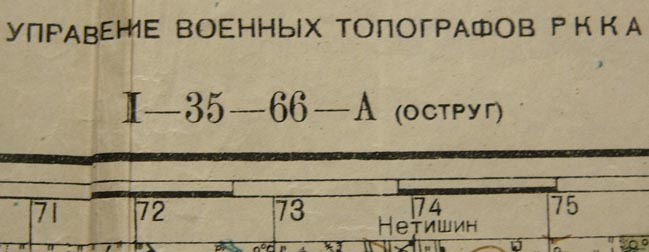 УПРАВЕНИЕ ВОЕННЫХ ТОПОГРАФОВ РККА
I—35—66—А (ОСТРУГ)
71 72 73 74 75
Нетишин